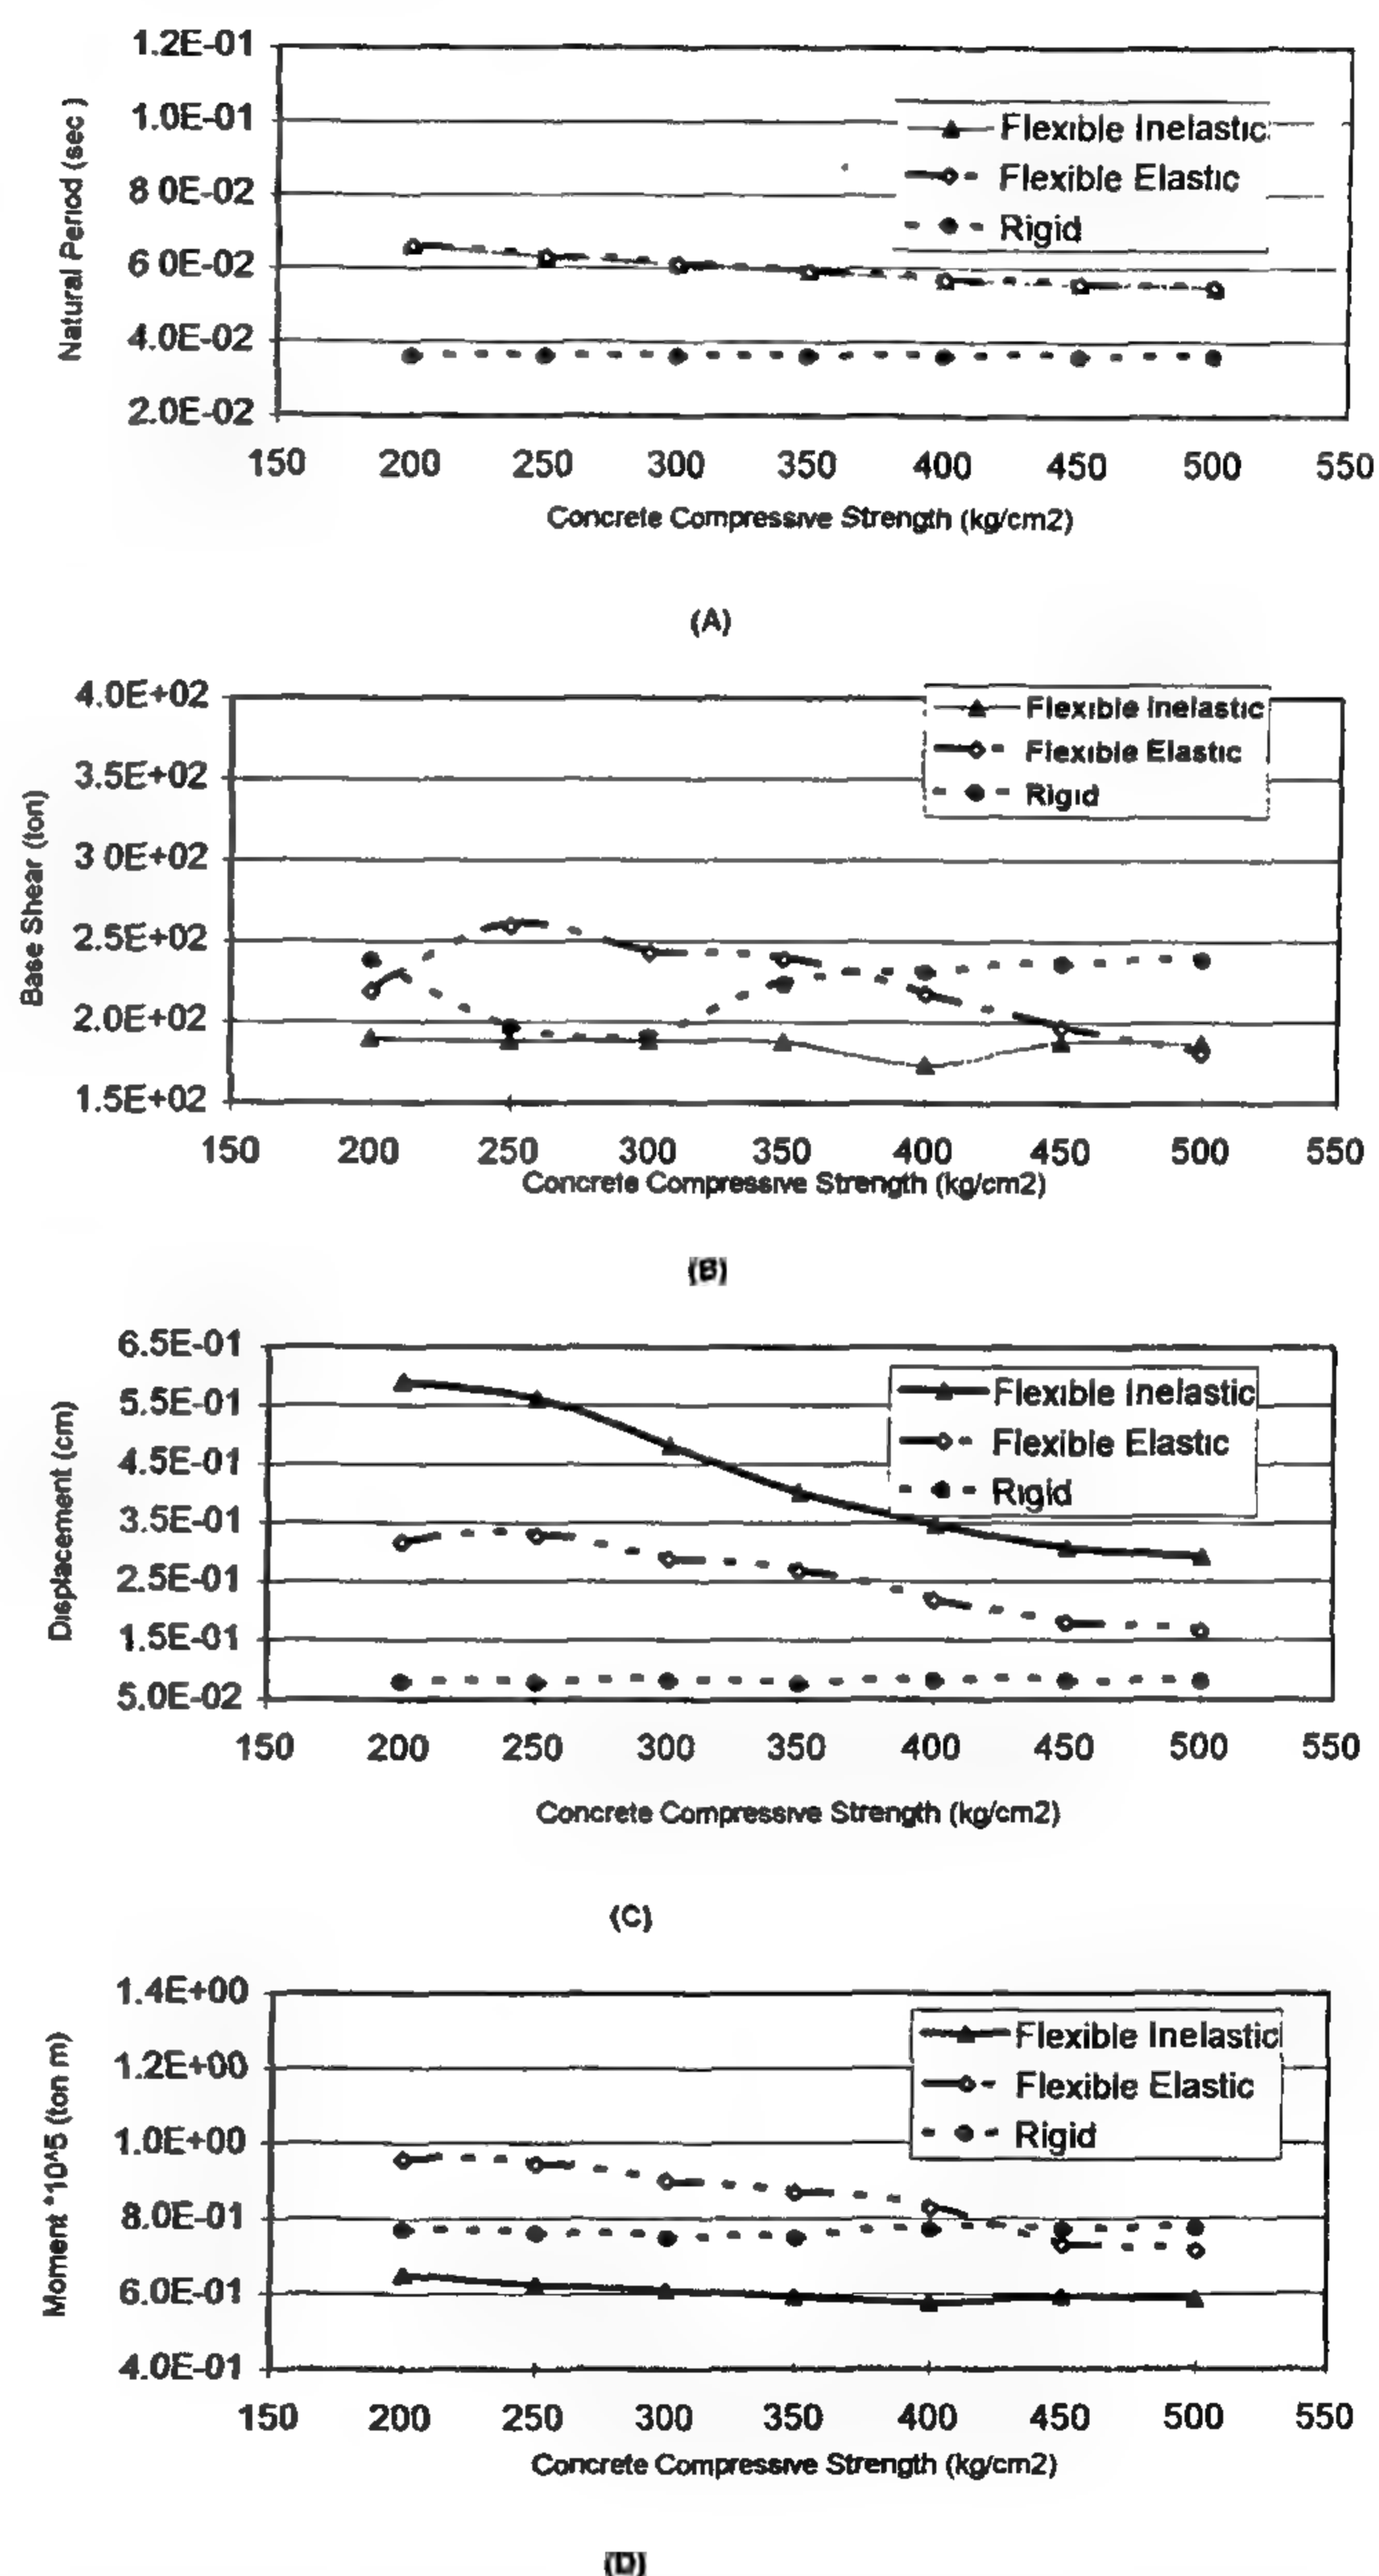 1.2E-01
1.0E-01
8 0E-02
6 0E-02
4.0E-02
2.0E-02
Natural Period (sec )
Flexible Inelastic
Flexible Elastic
Rigid
150 200 250 300 350 400 450 500 550
Concrete Compressive Strength (kg/cm2)
(A)
4.0E+02
3.5E+02
3 0E+02
2.5E+02
2.0E+02
1.5E+02
Base Shear (ton)
Flexible Inelastic
Flexible Elastic
Rigid
150 200 250 300 350 400 450 500 550
Concrete Compressive Strength (kg/cm2)
(B)
6.5E-01
5.5E-01
4.5E-01
3.5E-01
2.5E-01
1.5E-01
5.0E-02
Displacement (cm)
Flexible Inelastic
Flexible Elastic
Rigid
150 200 250 300 350 400 450 500 550
Concrete Compressive Strength (kg/cm2)
(C)
1.4E+00
1.2E+00
1.0E+00
8.0E-01
6.0E-01
4.0E-01
Moment *10^5 (ton m)
Flexible Inelastic
Flexible Elastic
Rigid
150 200 250 300 350 400 450 500 550
Concrete Compressive Strength (kg/cm2)
(D)